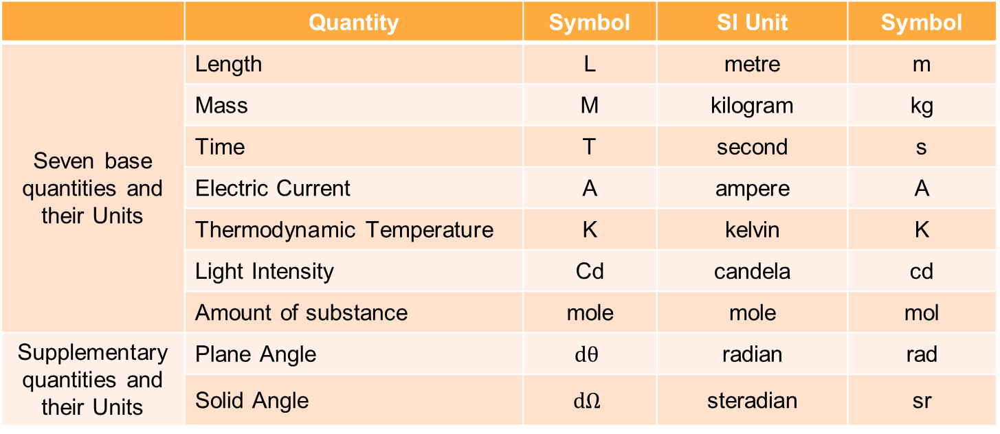 Quantity Symbol SI Unit Symbol
Seven base
quantities and
their Units
Length L metre m
Mass M kilogram kg
Time T second s
Electric Current A ampere A
Thermodynamic Temperature K kelvin K
Light Intensity Cd candela cd
Amount of substance mole mole mol
Supplementary
quantities and
their Units
Plane Angle dθ radian rad
Solid Angle dΩ steradian sr